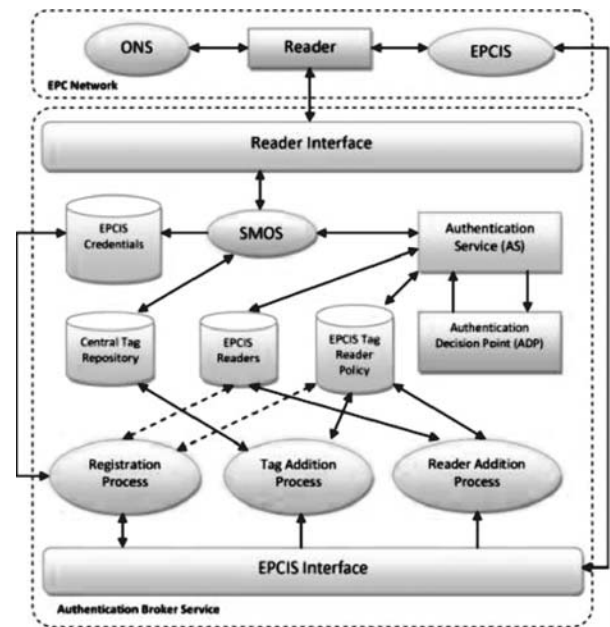 ONS
Reader
EPCIS
EPC Network
Reader Interface
EPCIS
Credentials
SMOS
Authentication
Service (AS)
Central Tag
Repository
EPCIS
Readers
EPCIS Tag
Reader
Policy
Authentication
Decision Point (ADP)
Registration
Process
Tag Addition
Process
Reader Addition
Process
EPCIS Interface
Authentication Broker Service